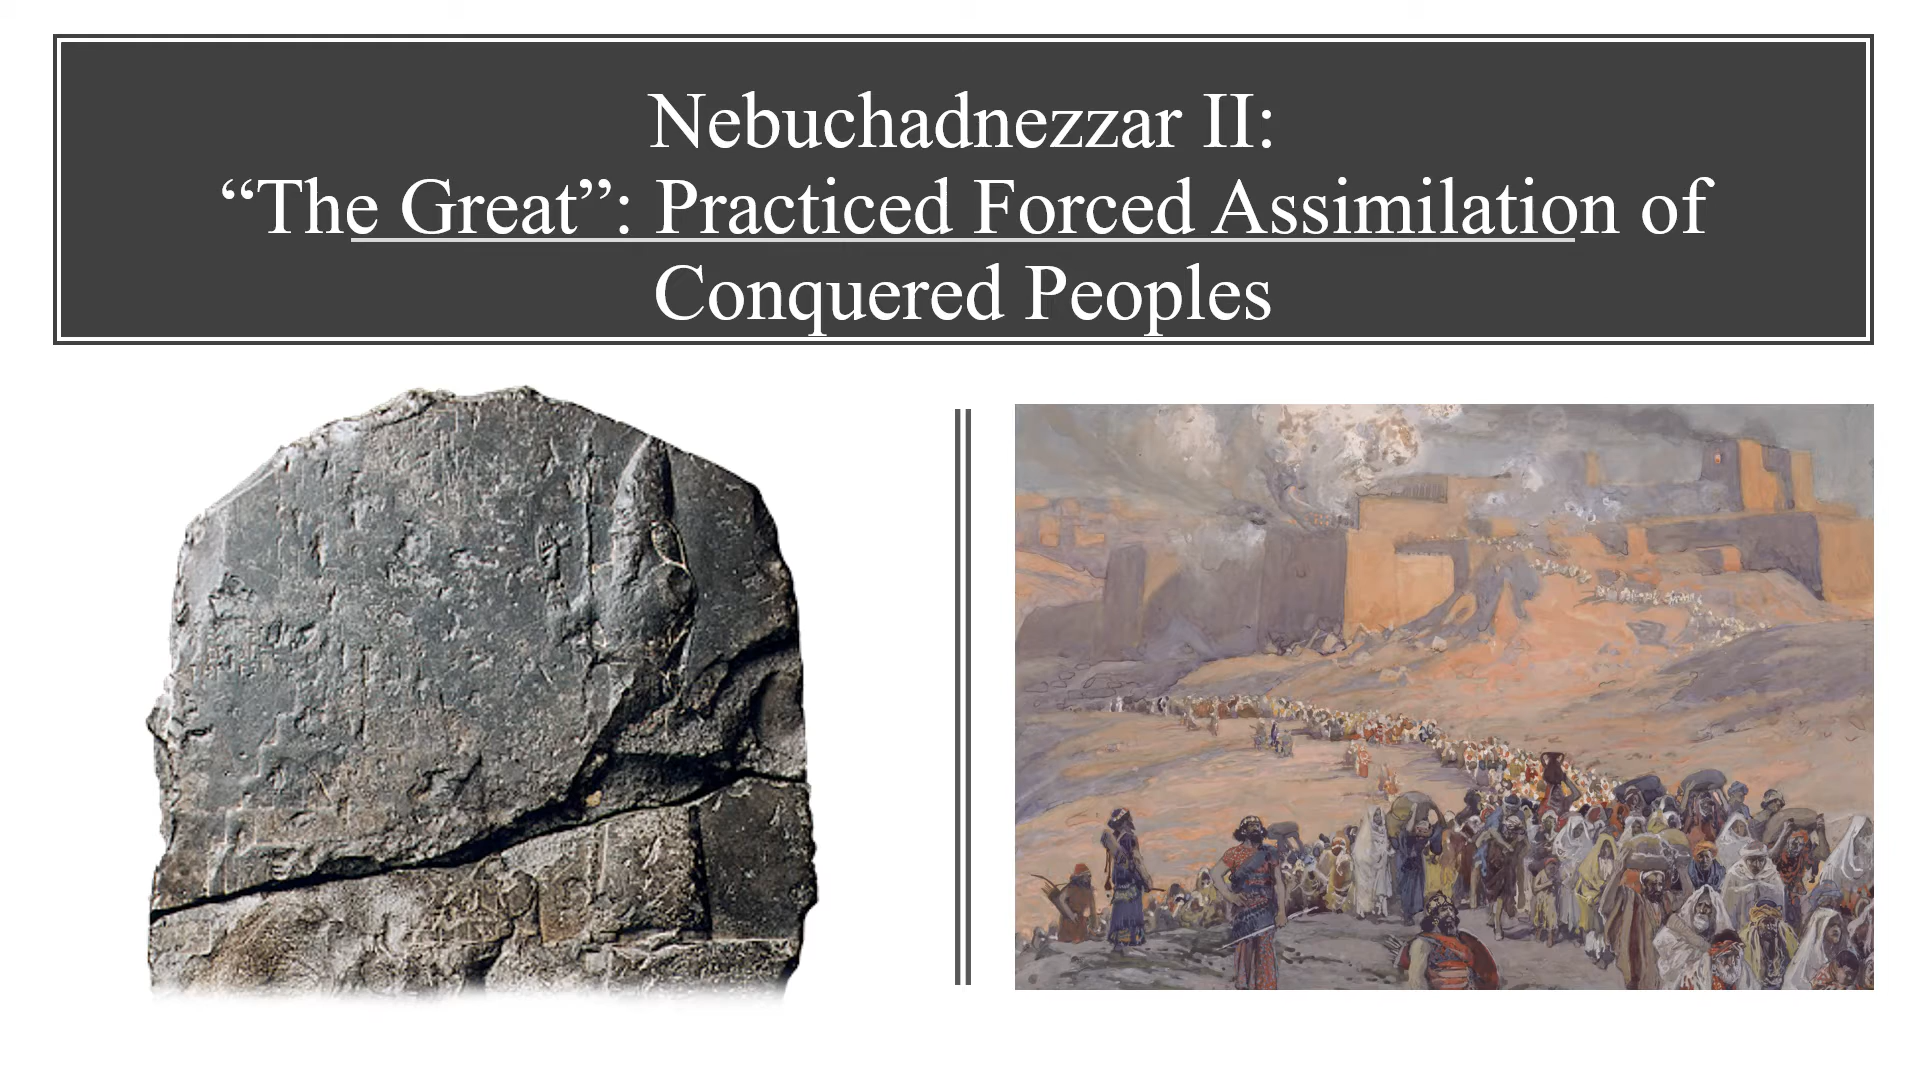 Nebuchadnezzar II:
“The Great”: Practiced Forced Assimilation of
Conquered Peoples